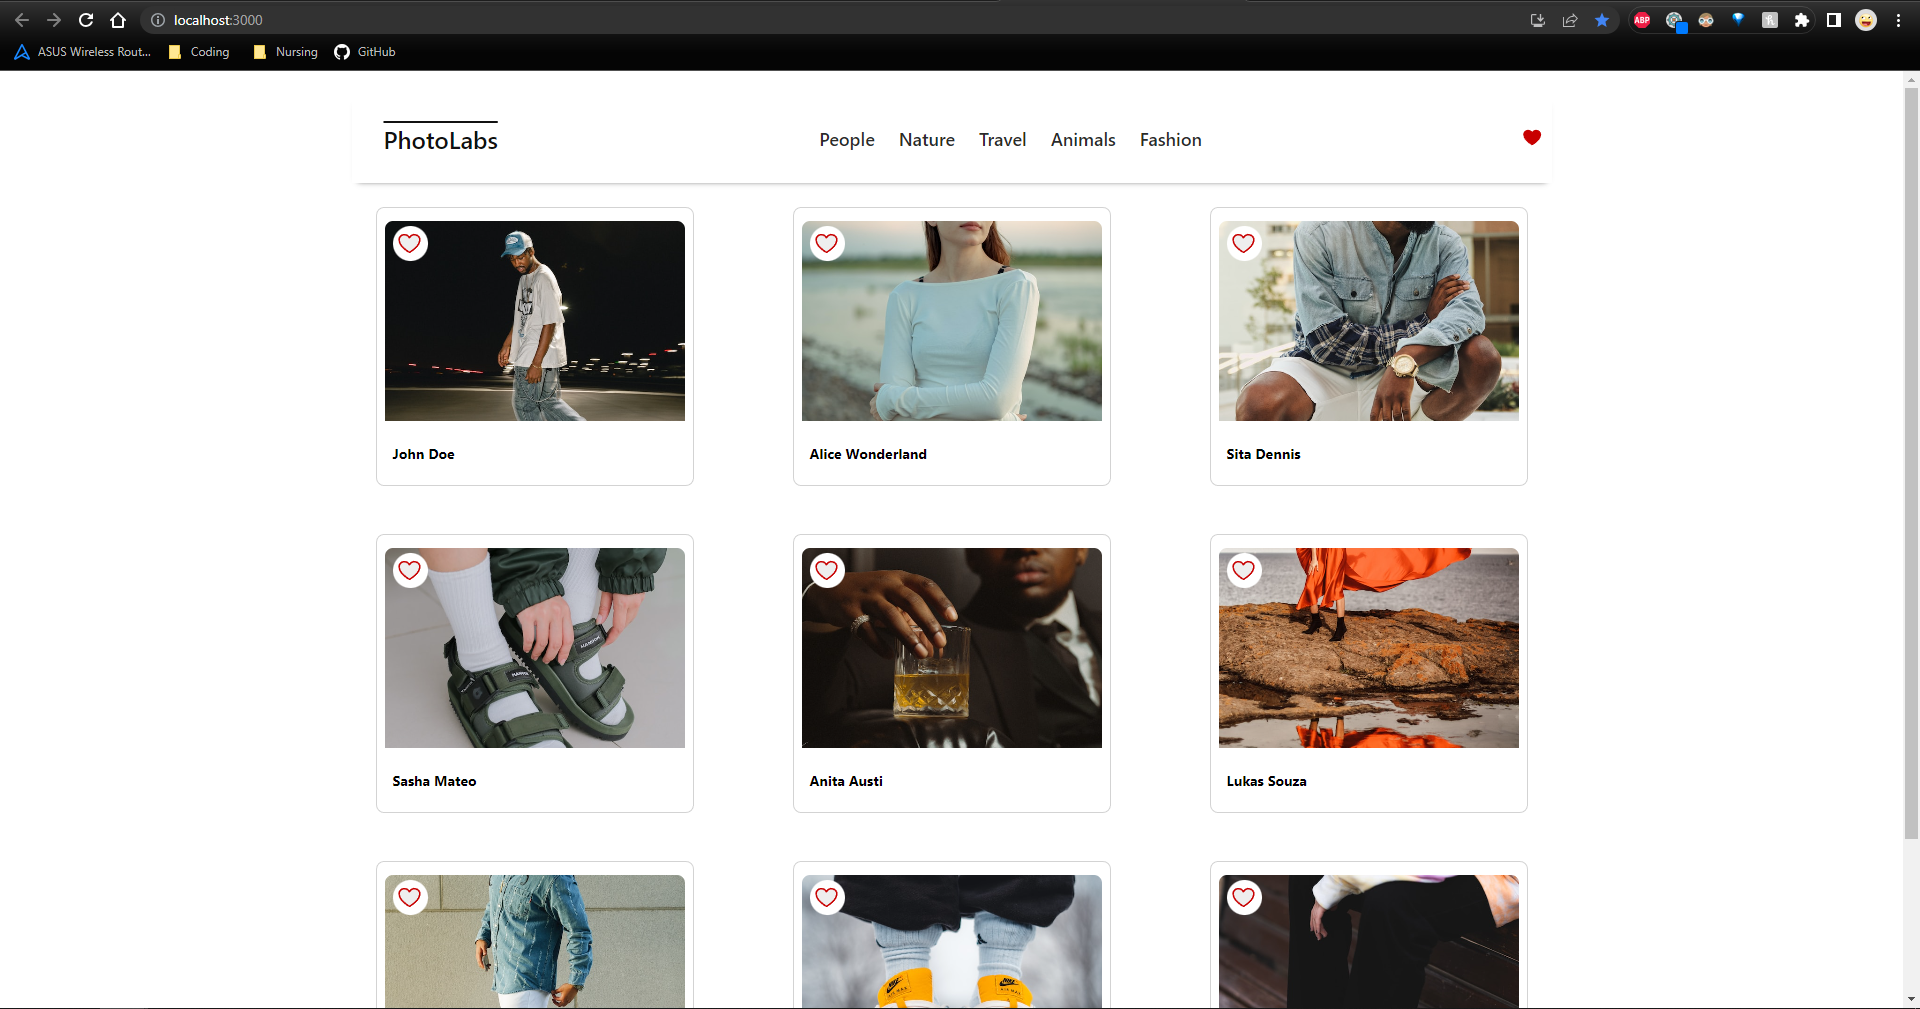 localhost:3000
ABP
ASUS Wireless Rout...
Coding
Nursing
GitHub
PhotoLabs
People
Nature
Travel
Animals
Fashion
John Doe
Alice Wonderland
Sita Dennis
Sasha Mateo
Anita Austi
Lukas Souza